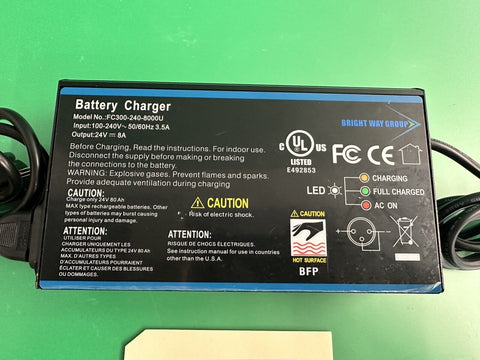 Battery Charger
Model No.:FC300-240-8000U
Input:100-240V~ 50/60Hz 3.5A
Output:24V ⎓ 8A
BRIGHT WAY GROUP
Before Charging, Read the instructions. For indoor use.
Disconnect the supply before making or breaking
the connections to the battery.
WARNING: Explosive gases. Prevent flames and sparks.
Provide adequate ventilation during charging.
C UL US
LISTED
E492853
FC CE
LED
CHARGING
FULL CHARGED
AC ON
CAUTION:
Charge only 24V 80 Ah
MAX type rechargeable batteries. Other
types of batteries may burst causing
personal injury and damage.
CAUTION
Risk of electric shock.
ATTENTION:
UTILISER POUR
CHARGER UNIQUEMENT LES
ACCUMULATEURS DU TYPE 24V 80 Ah
MAX. D'AUTRES TYPES
D'ACCUMULATEURS POURRAIENT
ÉCLATER ET CAUSER DES BLESSURES
OU DOMMAGES.
ATTENTION:
RISQUE DE CHOCS ÉLECTRIQUES.
See instruction manual for use in countries
other than the U.S.A.
CAUTION
HOT SURFACE
BFP